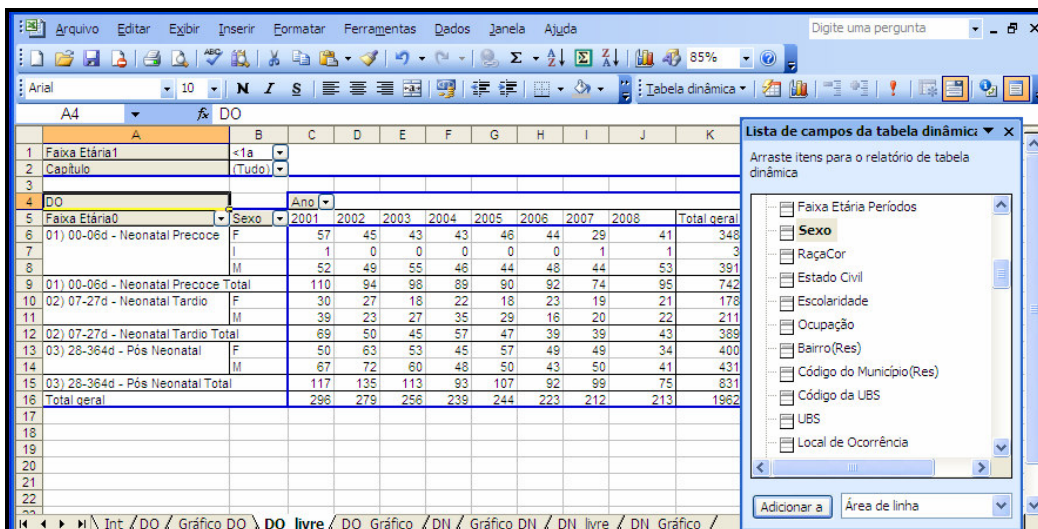 Arquivo Editar Exibir Inserir Formatar Ferramentas Dados Janela Ajuda Digite uma pergunta
85%
Arial 10 N I S Tabela dinâmica
A4 fx DO
A B C D E F G H I J K
1 Faixa Etária1 <1a
2 Capítulo (Tudo)
3
4 DO Ano
5 Faixa Etária0 Sexo 2001 2002 2003 2004 2005 2006 2007 2008 Total geral
6 01) 00-06d - Neonatal Precoce F 57 45 43 43 46 44 29 41 348
7 I 1 0 0 0 0 0 1 1 3
8 M 52 49 55 46 44 48 44 53 391
9 01) 00-06d - Neonatal Precoce Total 110 94 98 89 90 92 74 95 742
10 02) 07-27d - Neonatal Tardio F 30 27 18 22 18 23 19 21 178
11 M 39 23 27 35 29 16 20 22 211
12 02) 07-27d - Neonatal Tardio Total 69 50 45 57 47 39 39 43 389
13 03) 28-364d - Pós Neonatal F 50 63 53 45 57 49 49 34 400
14 M 67 72 60 48 50 43 50 41 431
15 03) 28-364d - Pós Neonatal Total 117 135 113 93 107 92 99 75 831
16 Total geral 296 279 256 239 244 223 212 213 1962
17
18
19
20
21
22
Int DO Gráfico DO DO_livre DO_Gráfico DN Gráfico DN DN_livre DN_Gráfico
Lista de campos da tabela dinâmica
Arraste itens para o relatório de tabela
dinâmica
Faixa Etária Períodos
Sexo
RaçaCor
Estado Civil
Escolaridade
Ocupação
Bairro(Res)
Código do Município(Res)
Código da UBS
UBS
Local de Ocorrência
Adicionar a Área de linha